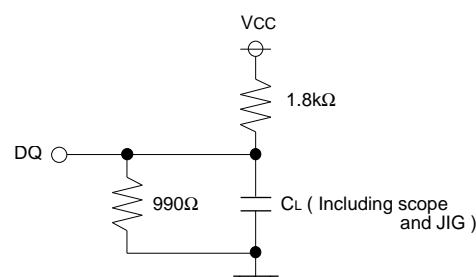 VCC
1.8kΩ
DQ
990Ω
CL ( Including scope
and JIG )